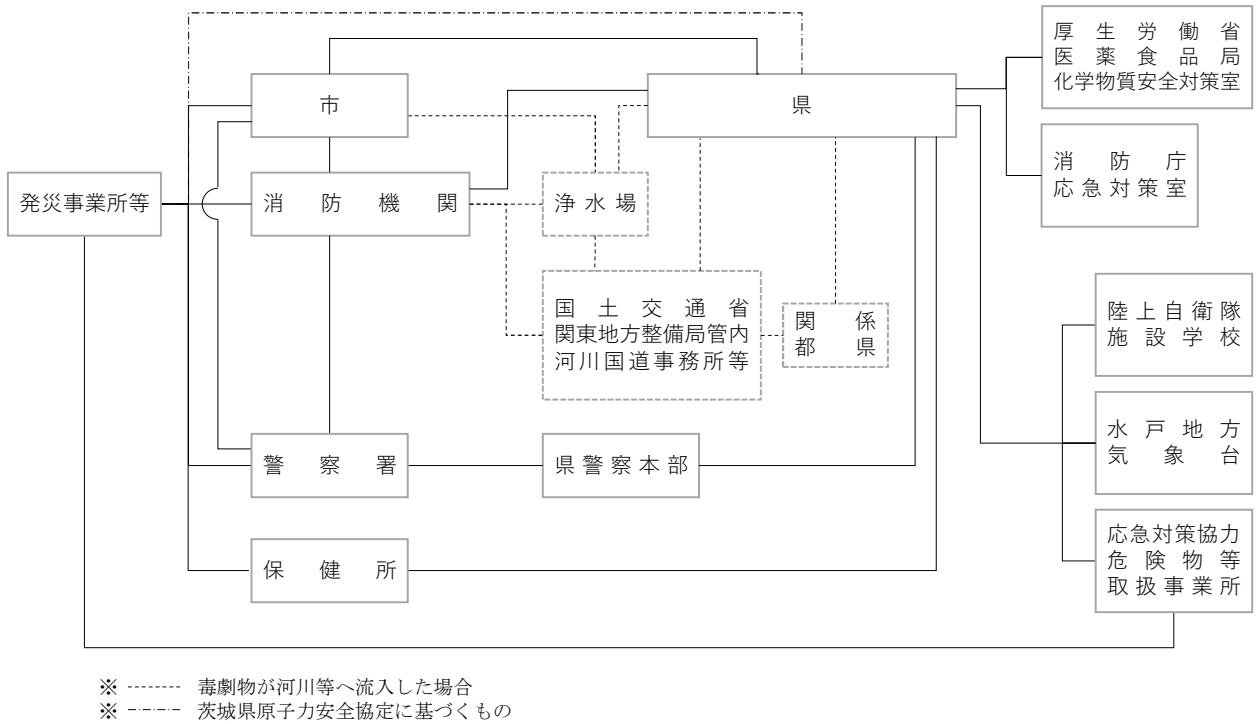 厚生労働省
医薬食品局
化学物質安全対策室
市
県
消防庁
応急対策室
発災事業所等
消防機関
浄水場
国土交通省
関東地方整備局管内
河川国道事務所等
関係
都県
陸上自衛隊
施設学校
水戸地方
気象台
警察署
県警察本部
応急対策協力
危険物等
取扱事業所
保健所
※ 毒劇物が河川等へ流入した場合
※ 茨城県原子力安全協定に基づくもの